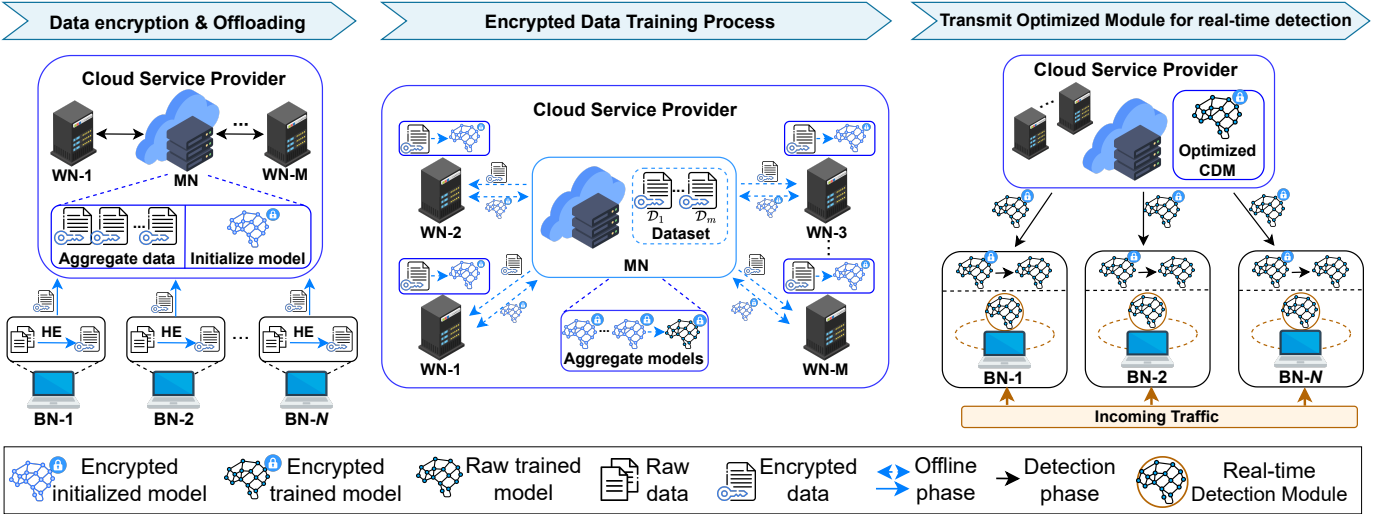 Data encryption & Offloading
Cloud Service Provider
...
WN-1
MN
WN-M
...
Aggregate data
Initialize model
HE
HE
...
HE
BN-1
BN-2
BN-N
Encrypted Data Training Process
Cloud Service Provider
WN-2
...
D1
Dm
Dataset
WN-3
MN
...
WN-1
...
Aggregate models
WN-M
Transmit Optimized Module for real-time detection
Cloud Service Provider
...
Optimized
CDM
...
BN-1
BN-2
BN-N
Incoming Traffic
Encrypted
initialized model
Encrypted
trained model
Raw trained
model
Raw
data
Encrypted
data
Offline
phase
Detection
phase
Real-time
Detection Module